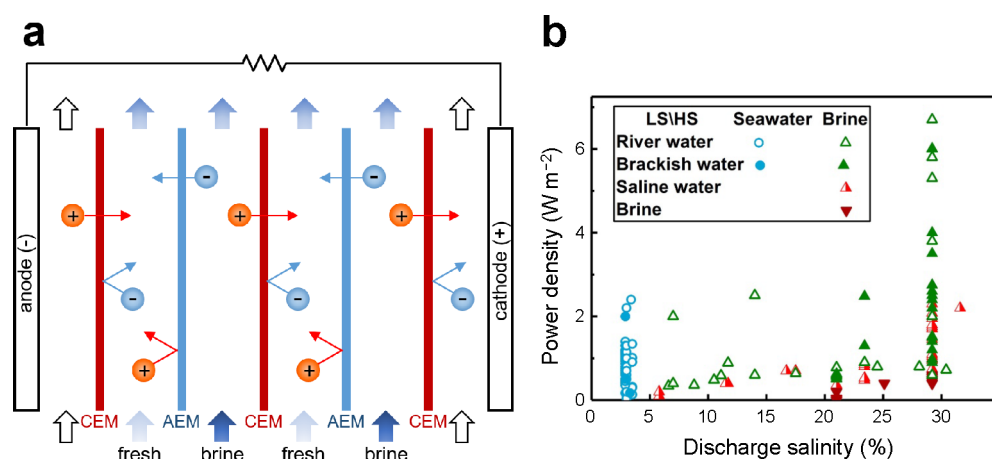 a
anode (-)
cathode (+)
+
-
+
-
+
-
-
-
+
+
CEM
AEM
CEM
AEM
CEM
fresh
brine
fresh
brine
b
Power density (W m⁻²)
6
4
2
0
LS\HS Seawater Brine
River water
Brackish water
Saline water
Brine
0 5 10 15 20 25 30
Discharge salinity (%)